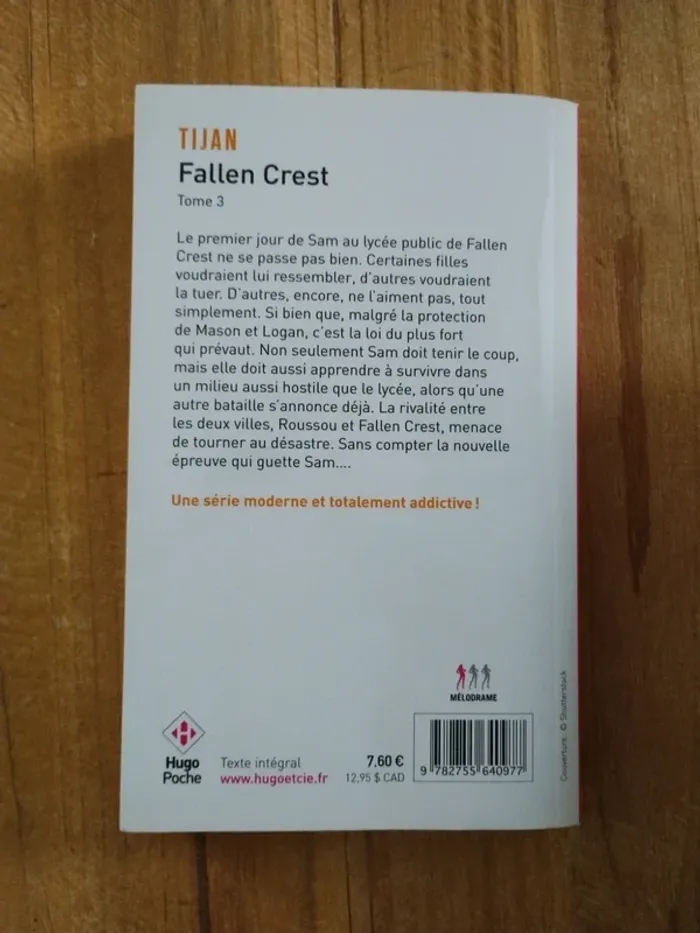 TIJAN
Fallen Crest
Tome 3
Le premier jour de Sam au lycée public de Fallen
Crest ne se passe pas bien. Certaines filles
voudraient lui ressembler, d'autres voudraient
la tuer. D'autres, encore, ne l'aiment pas, tout
simplement. Si bien que, malgré la protection
de Mason et Logan, c'est la loi du plus fort
qui prévaut. Non seulement Sam doit tenir le coup,
mais elle doit aussi apprendre à survivre dans
un milieu aussi hostile que le lycée, alors qu'une
autre bataille s'annonce déjà. La rivalité entre
les deux villes, Roussou et Fallen Crest, menace
de tourner au désastre. Sans compter la nouvelle
épreuve qui guette Sam....
Une série moderne et totalement addictive !
MÉLODRAME
Hugo
Poche
Texte intégral
www.hugoetcie.fr
7,60 €
12,95 $ CAD
9 782755 640977
Couverture : © Shutterstock